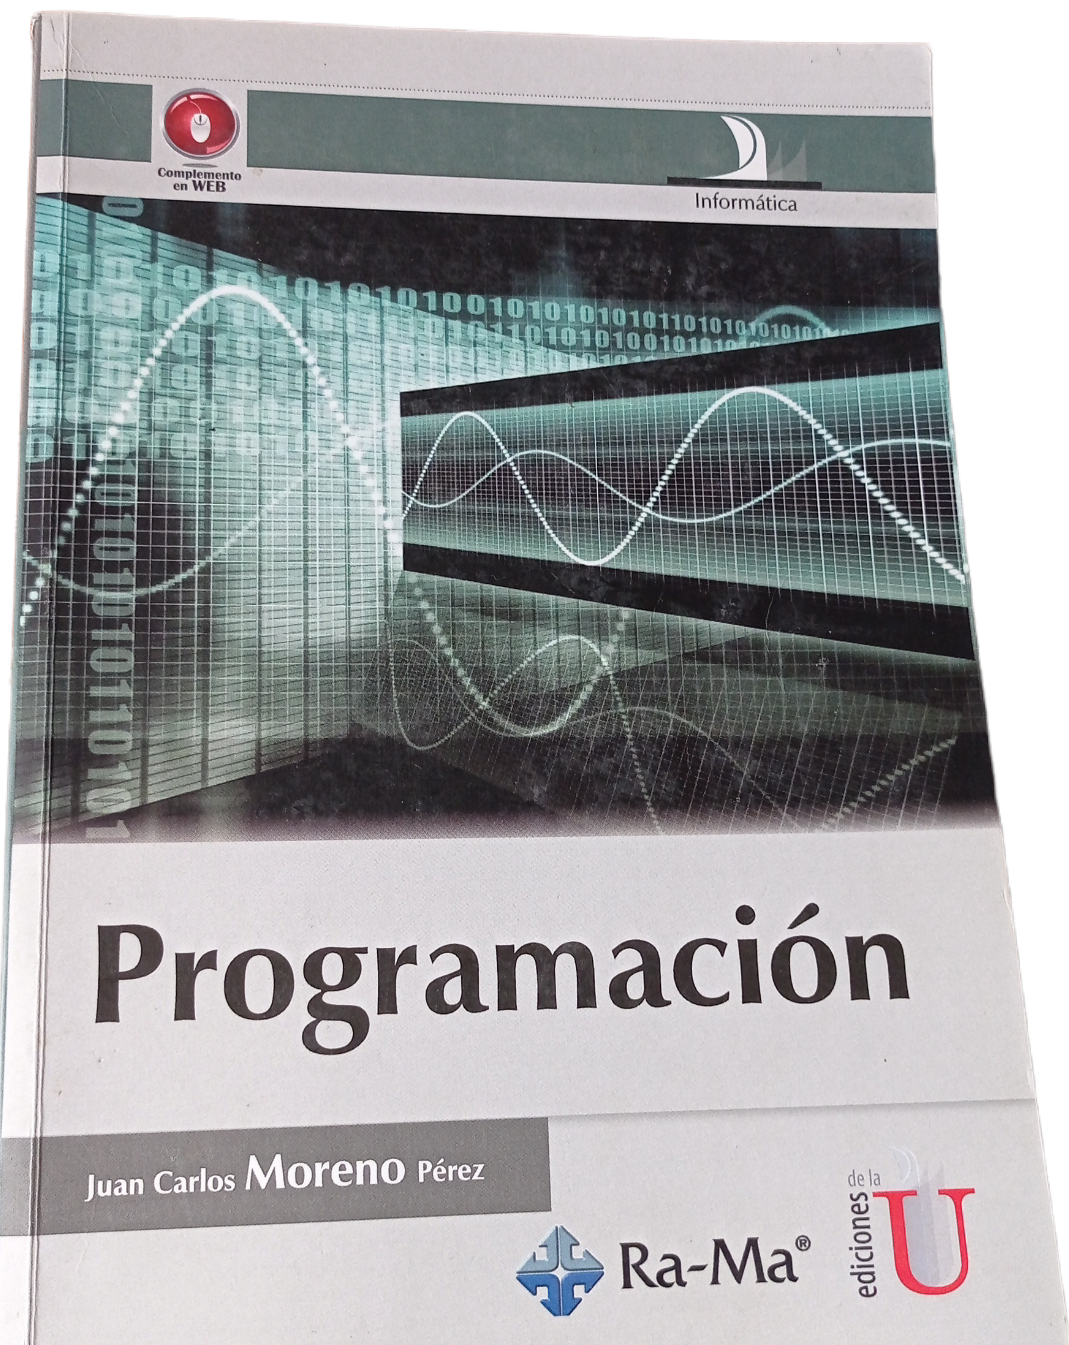 Complemento
en WEB
Informática
Programación
Juan Carlos Moreno Pérez
Ra-Ma®
ediciones de la U